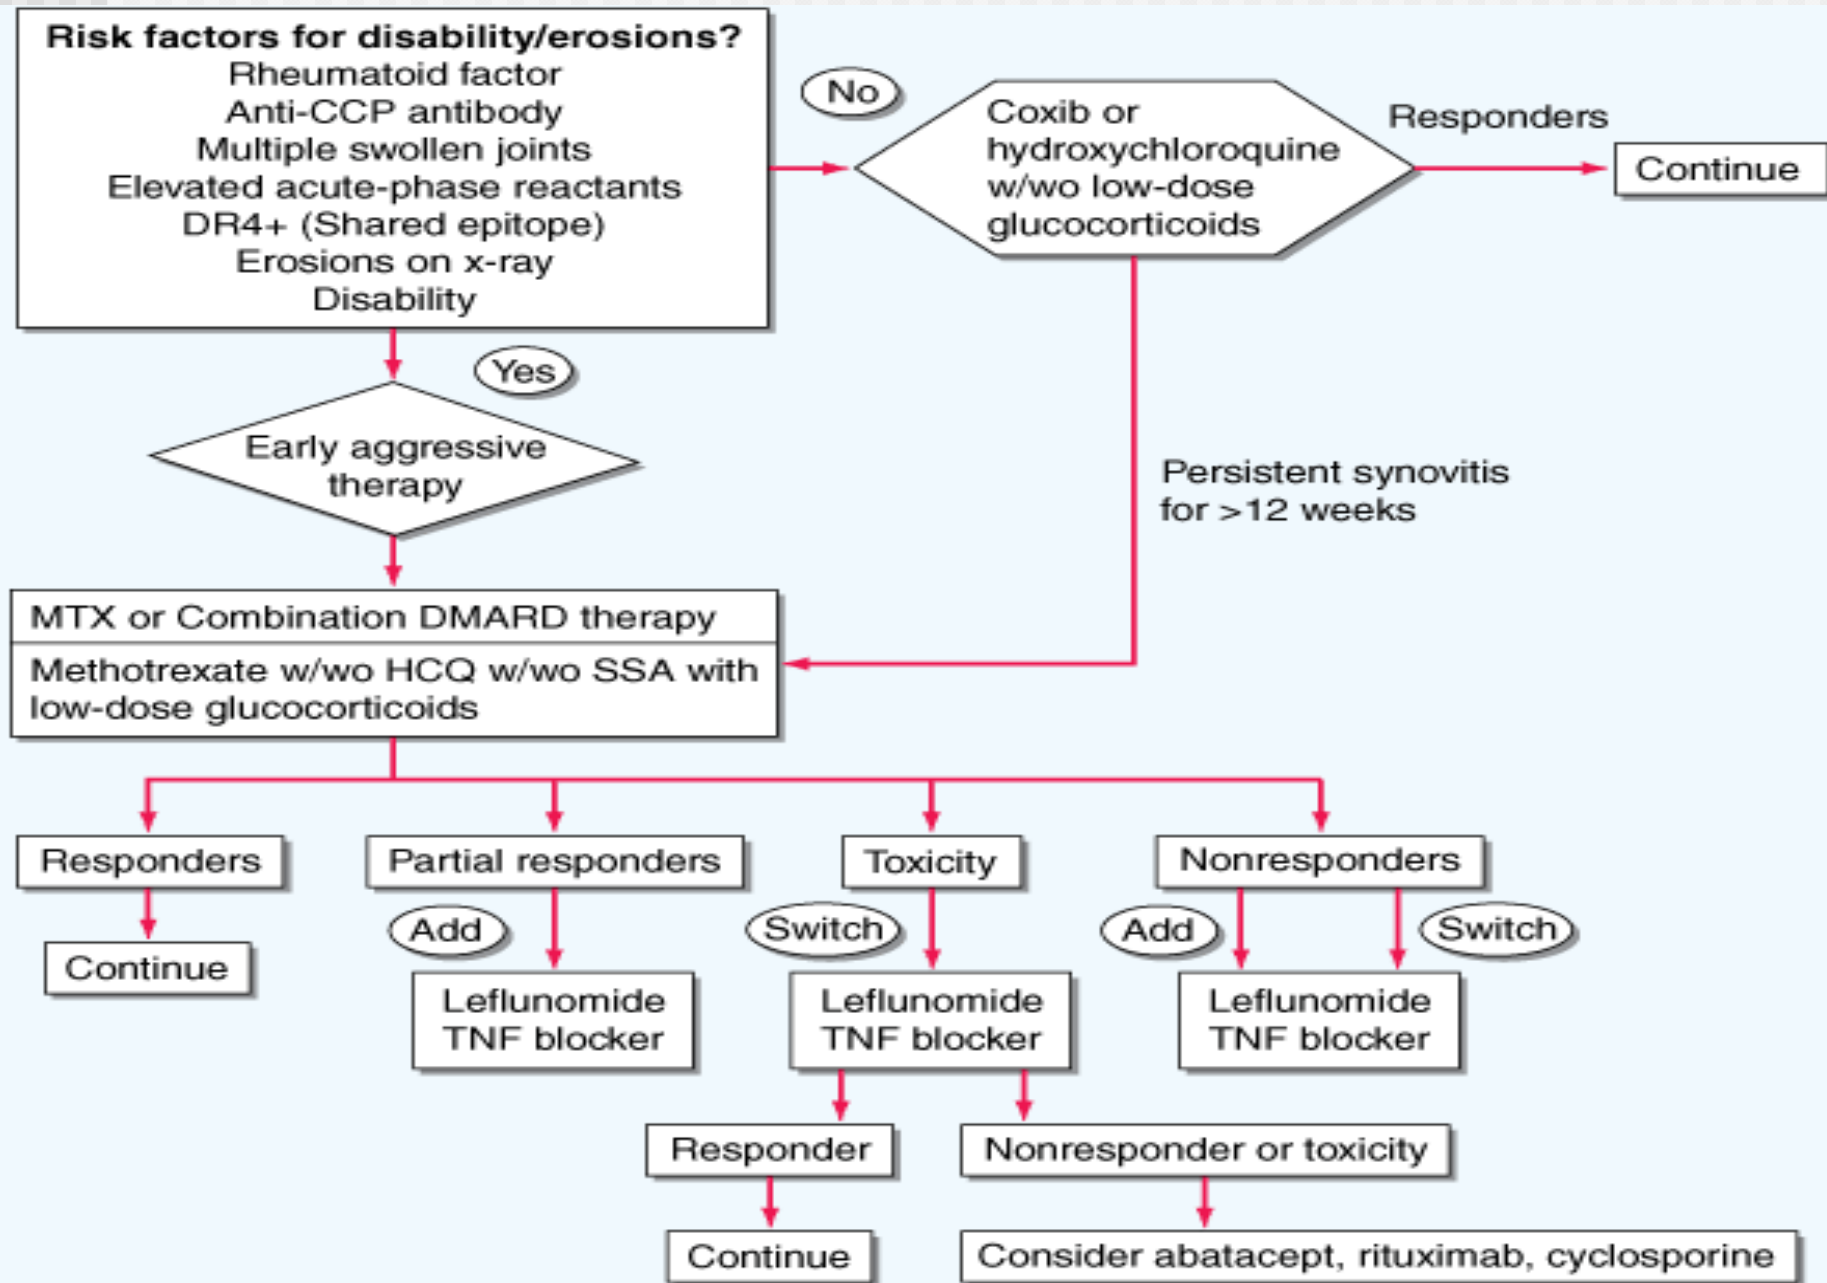 Risk factors for disability/erosions?
Rheumatoid factor
Anti-CCP antibody
Multiple swollen joints
Elevated acute-phase reactants
DR4+ (Shared epitope)
Erosions on x-ray
Disability
No
Coxib or
hydroxychloroquine
w/wo low-dose
glucocorticoids
Responders
Continue
Yes
Early aggressive
therapy
Persistent synovitis
for >12 weeks
MTX or Combination DMARD therapy
Methotrexate w/wo HCQ w/wo SSA with
low-dose glucocorticoids
Responders
Continue
Partial responders
Add
Leflunomide
TNF blocker
Toxicity
Switch
Leflunomide
TNF blocker
Nonresponders
Add
Switch
Leflunomide
TNF blocker
Responder
Continue
Nonresponder or toxicity
Consider abatacept, rituximab, cyclosporine